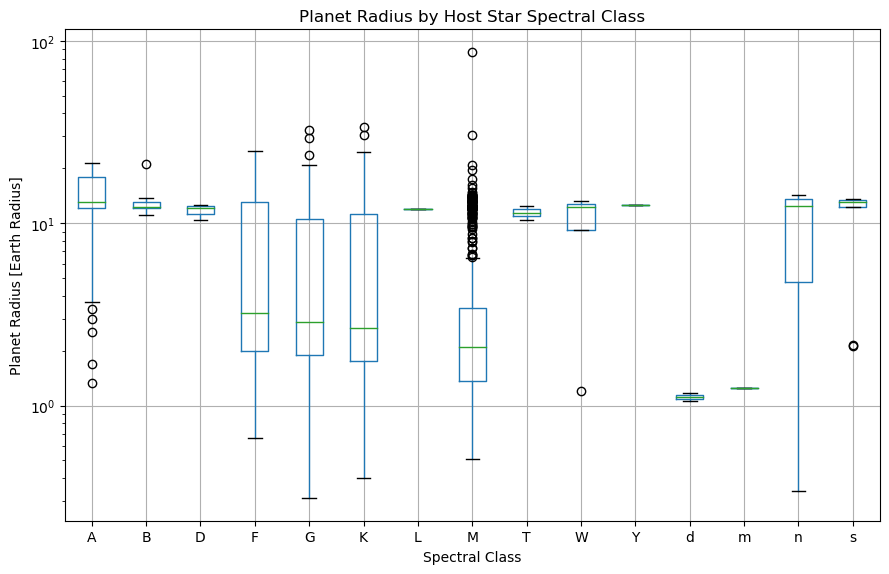 Planet Radius by Host Star Spectral Class
Planet Radius [Earth Radius]
10²
10¹
10⁰
A B D F G K L M T W Y d m n s
Spectral Class